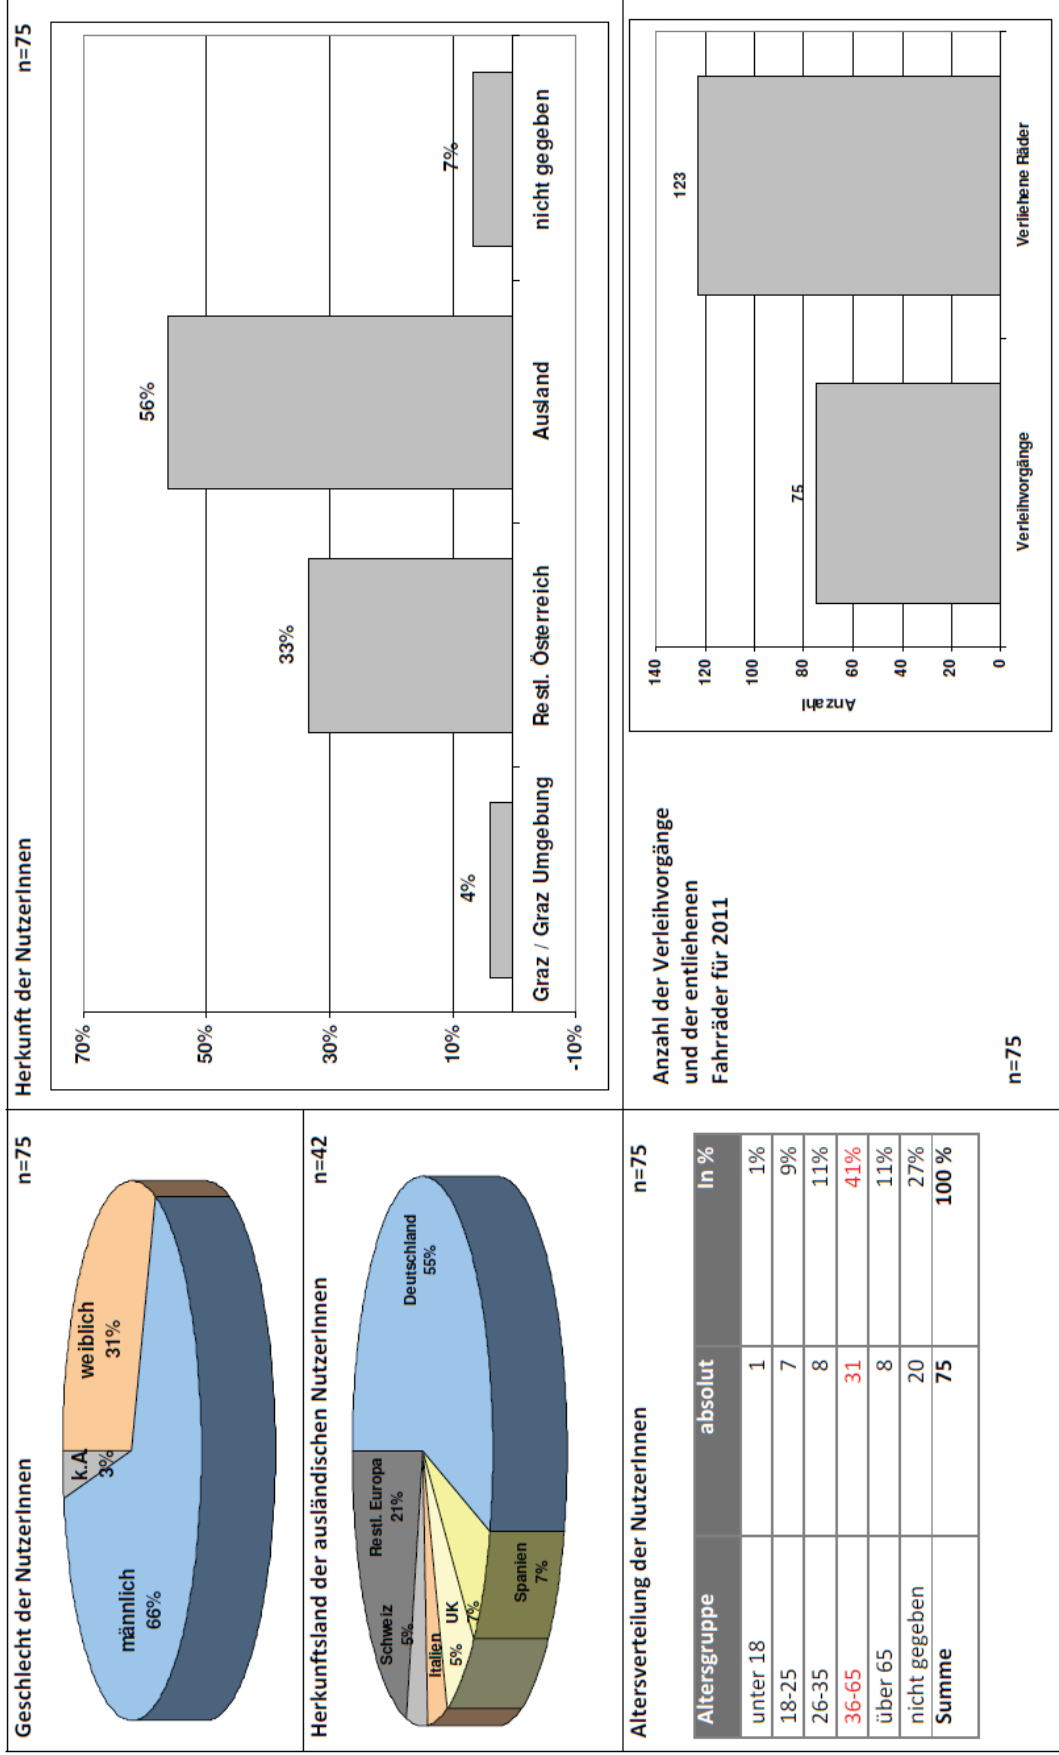 Geschlecht der NutzerInnen n=75
k.A.
3%
weiblich
31%
männlich
66%
Herkunftsland der ausländischen NutzerInnen n=42
Deutschland
55%
Restl. Europa
21%
Schweiz
5%
Italien
5%
UK
7%
Spanien
7%
Altersverteilung der NutzerInnen n=75
Altersgruppe absolut In %
unter 18 1 1%
18-25 7 9%
26-35 8 11%
36-65 31 41%
über 65 8 11%
nicht gegeben 20 27%
Summe 75 100 %
Herkunft der NutzerInnen n=75
70%
50%
30%
10%
-10%
4%
33%
56%
7%
Graz / Graz Umgebung Restl. Österreich Ausland nicht gegeben
Anzahl der Verleihvorgänge
und der entliehenen
Fahrräder für 2011
n=75
140
120
100
80
60
40
20
0
Anzahl
75
123
Verleihvorgänge Verliehene Räder